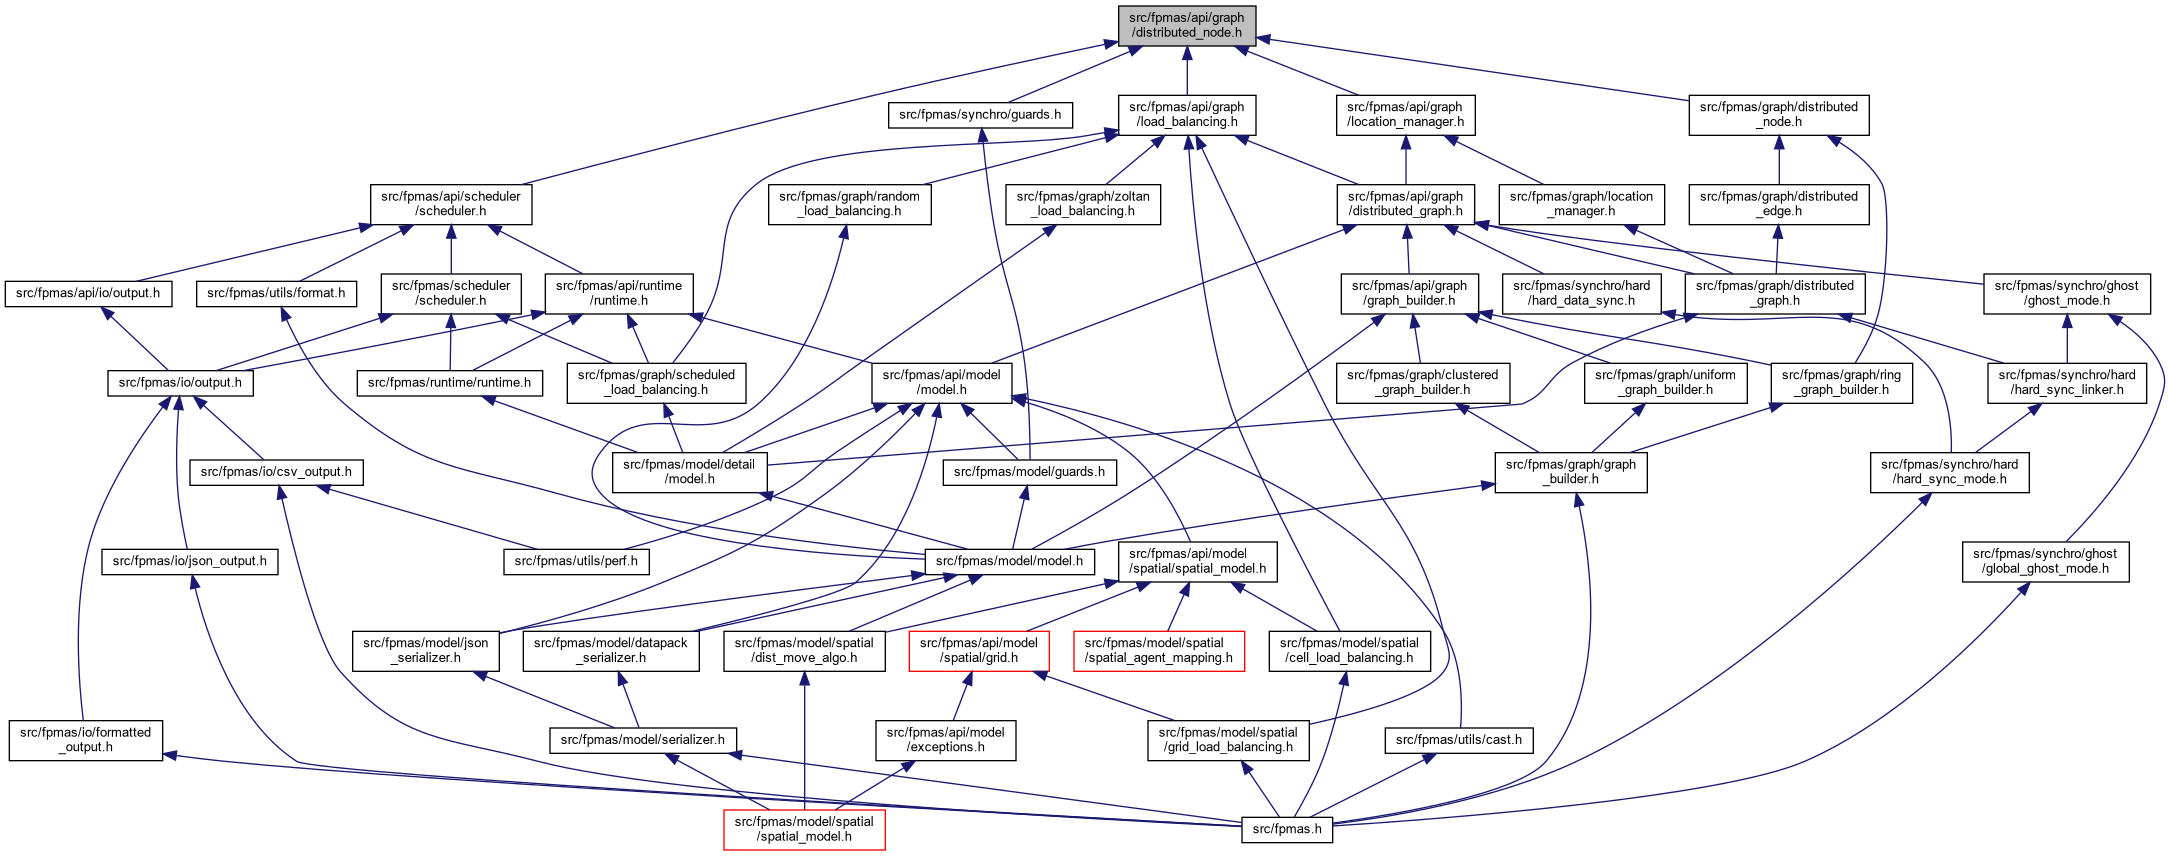 src/fpmas/api/graph
/distributed_node.h
src/fpmas/synchro/guards.h
src/fpmas/api/graph
/load_balancing.h
src/fpmas/api/graph
/location_manager.h
src/fpmas/graph/distributed
_node.h
src/fpmas/api/scheduler
/scheduler.h
src/fpmas/graph/random
_load_balancing.h
src/fpmas/graph/zoltan
_load_balancing.h
src/fpmas/api/graph
/distributed_graph.h
src/fpmas/graph/location
_manager.h
src/fpmas/graph/distributed
_edge.h
src/fpmas/api/io/output.h
src/fpmas/utils/format.h
src/fpmas/scheduler
/scheduler.h
src/fpmas/api/runtime
/runtime.h
src/fpmas/api/graph
/graph_builder.h
src/fpmas/synchro/hard
/hard_data_sync.h
src/fpmas/graph/distributed
_graph.h
src/fpmas/synchro/ghost
/ghost_mode.h
src/fpmas/io/output.h
src/fpmas/runtime/runtime.h
src/fpmas/graph/scheduled
_load_balancing.h
src/fpmas/api/model
/model.h
src/fpmas/graph/clustered
_graph_builder.h
src/fpmas/graph/uniform
_graph_builder.h
src/fpmas/graph/ring
_graph_builder.h
src/fpmas/synchro/hard
/hard_sync_linker.h
src/fpmas/io/csv_output.h
src/fpmas/model/detail
/model.h
src/fpmas/model/guards.h
src/fpmas/graph/graph
_builder.h
src/fpmas/synchro/hard
/hard_sync_mode.h
src/fpmas/io/json_output.h
src/fpmas/utils/perf.h
src/fpmas/model/model.h
src/fpmas/api/model
/spatial/spatial_model.h
src/fpmas/synchro/ghost
/global_ghost_mode.h
src/fpmas/model/json
_serializer.h
src/fpmas/model/datapack
_serializer.h
src/fpmas/model/spatial
/dist_move_algo.h
src/fpmas/api/model
/spatial/grid.h
src/fpmas/model/spatial
/spatial_agent_mapping.h
src/fpmas/model/spatial
/cell_load_balancing.h
src/fpmas/io/formatted
_output.h
src/fpmas/model/serializer.h
src/fpmas/api/model
/exceptions.h
src/fpmas/model/spatial
/grid_load_balancing.h
src/fpmas/utils/cast.h
src/fpmas/model/spatial
/spatial_model.h
src/fpmas.h